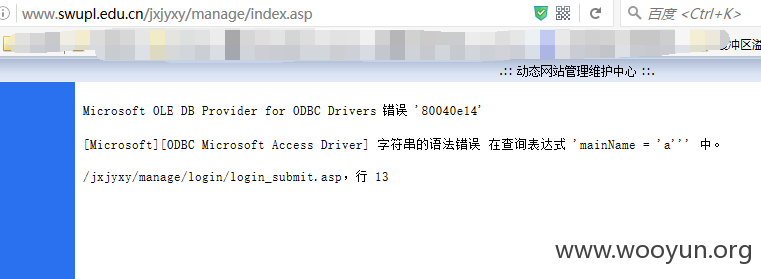 www.swupl.edu.cn/jxjyxy/manage/index.asp
百度 <Ctrl+K>
冲区溢
.:: 动态网站管理维护中心 ::.
Microsoft OLE DB Provider for ODBC Drivers 错误 '80040e14'
[Microsoft][ODBC Microsoft Access Driver] 字符串的语法错误 在查询表达式 'mainName = 'a''' 中。
/jxjyxy/manage/login/login_submit.asp，行 13
www.wooyun.org